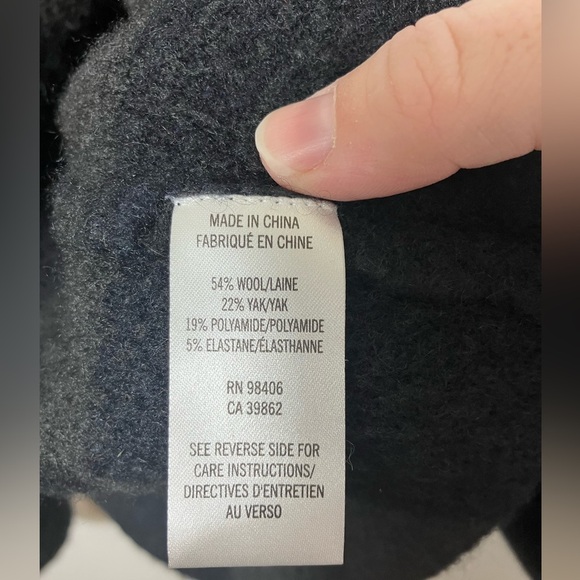 MADE IN CHINA
FABRIQUÉ EN CHINE
54% WOOL/LAINE
22% YAK/YAK
19% POLYAMIDE/POLYAMIDE
5% ELASTANE/ÉLASTHANNE
RN 98406
CA 39862
SEE REVERSE SIDE FOR
CARE INSTRUCTIONS/
DIRECTIVES D'ENTRETIEN
AU VERSO